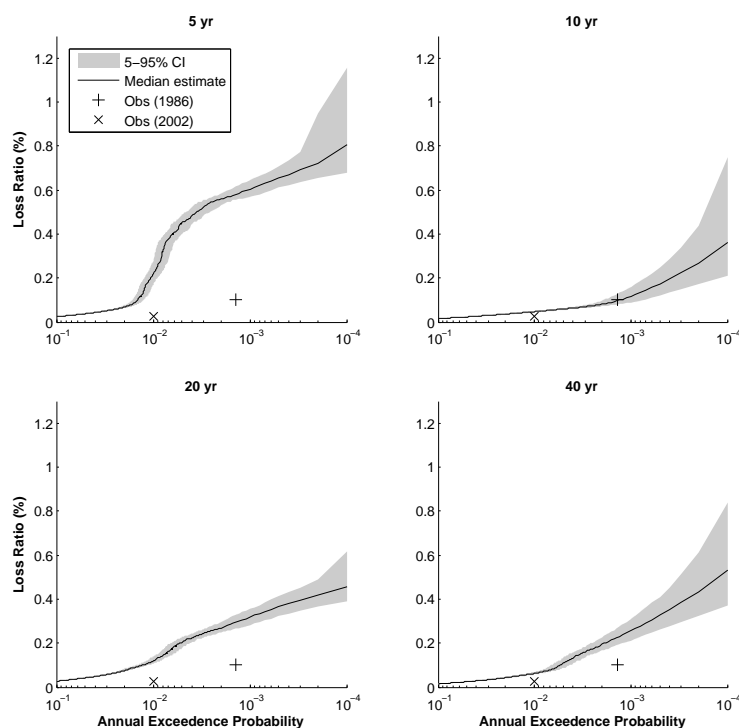 5 yr
10 yr
1.2
1
0.8
0.6
0.4
0.2
0
Loss Ratio (%)
5–95% CI
Median estimate
Obs (1986)
Obs (2002)
10⁻¹ 10⁻² 10⁻³ 10⁻⁴
1.2
1
0.8
0.6
0.4
0.2
0
10⁻¹ 10⁻² 10⁻³ 10⁻⁴
20 yr
40 yr
1.2
1
0.8
0.6
0.4
0.2
0
Loss Ratio (%)
10⁻¹ 10⁻² 10⁻³ 10⁻⁴
Annual Exceedence Probability
1.2
1
0.8
0.6
0.4
0.2
0
10⁻¹ 10⁻² 10⁻³ 10⁻⁴
Annual Exceedence Probability